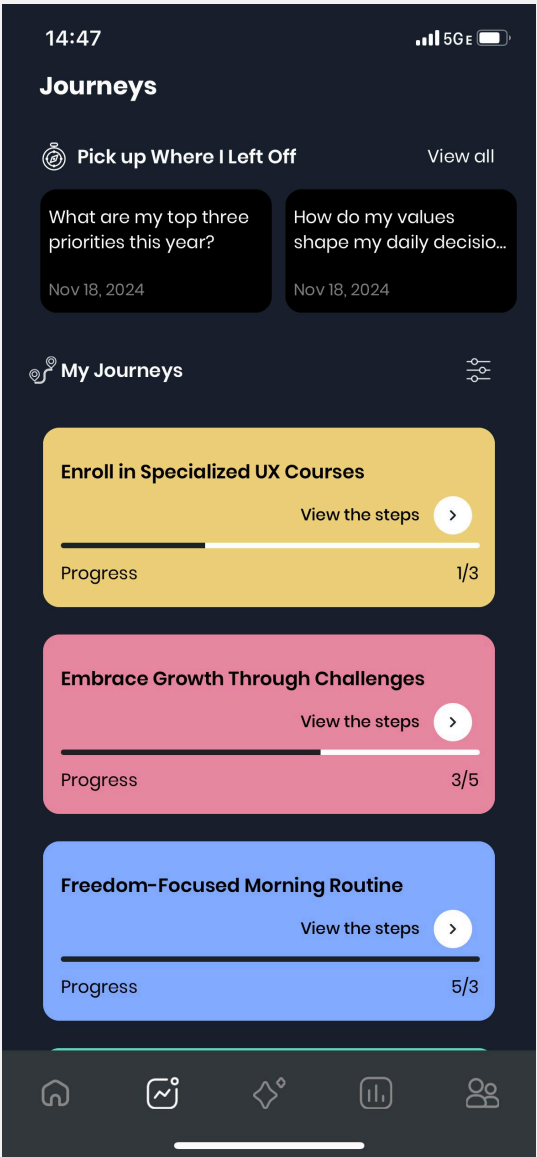 14:47
5GE
Journeys
Pick up Where I Left Off
View all
What are my top three
priorities this year?
Nov 18, 2024
How do my values
shape my daily decisio...
Nov 18, 2024
My Journeys
Enroll in Specialized UX Courses
View the steps
Progress
1/3
Embrace Growth Through Challenges
View the steps
Progress
3/5
Freedom-Focused Morning Routine
View the steps
Progress
5/3